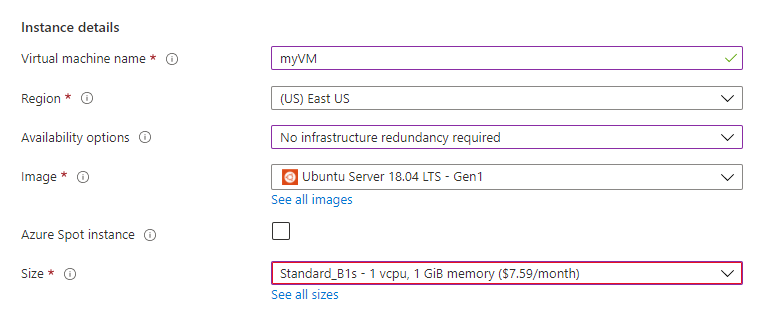 Instance details
Virtual machine name * myVM
Region * (US) East US
Availability options No infrastructure redundancy required
Image * Ubuntu Server 18.04 LTS - Gen1
See all images
Azure Spot instance
Size * Standard_B1s - 1 vcpu, 1 GiB memory ($7.59/month)
See all sizes